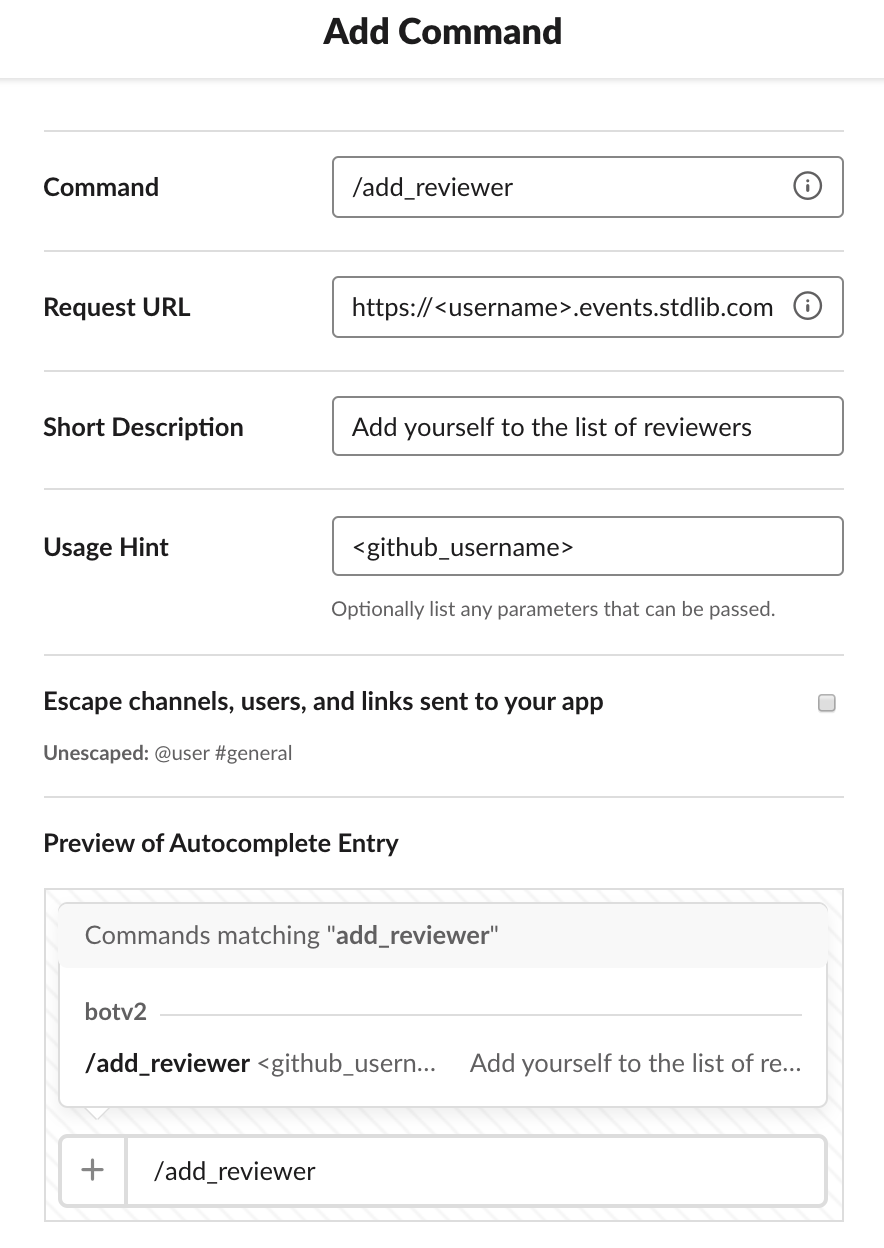 Add Command
Command
/add_reviewer
Request URL
https://<username>.events.stdlib.com
Short Description
Add yourself to the list of reviewers
Usage Hint
<github_username>
Optionally list any parameters that can be passed.
Escape channels, users, and links sent to your app
Unescaped: @user #general
Preview of Autocomplete Entry
Commands matching "add_reviewer"
botv2
/add_reviewer <github_usern... Add yourself to the list of re...
/add_reviewer